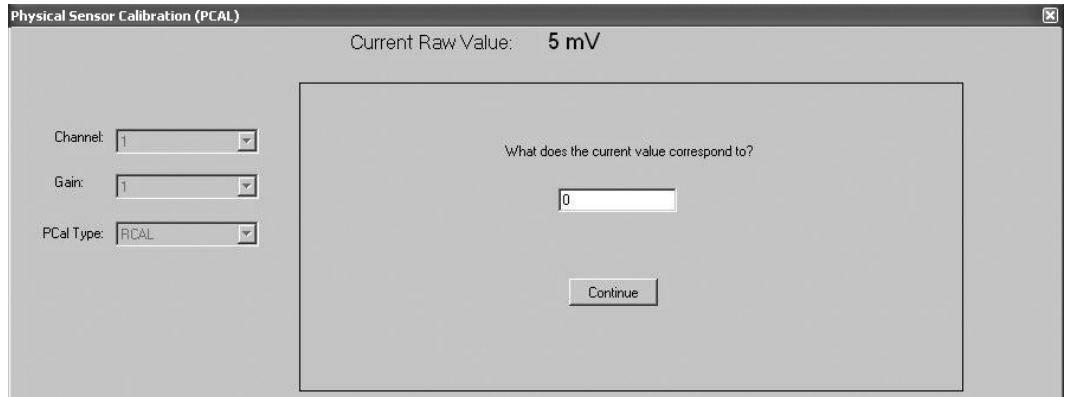 Physical Sensor Calibration (PCAL)
Current Raw Value: 5 mV
Channel: 1
What does the current value correspond to?
Gain: 1
0
PCal Type: RCAL
Continue